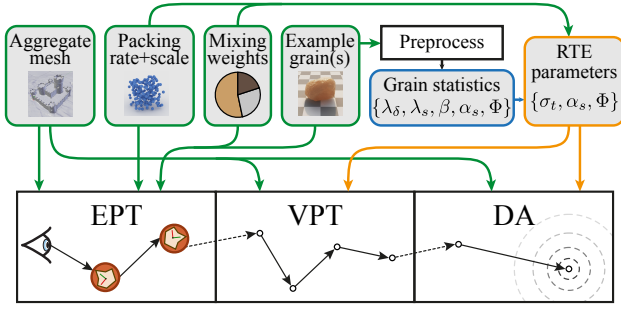 Aggregate
mesh
Packing
rate+scale
Mixing
weights
Example
grain(s)
Preprocess
Grain statistics
{λδ, λs, β, αs, Φ}
RTE
parameters
{σt, αs, Φ}
EPT
VPT
DA